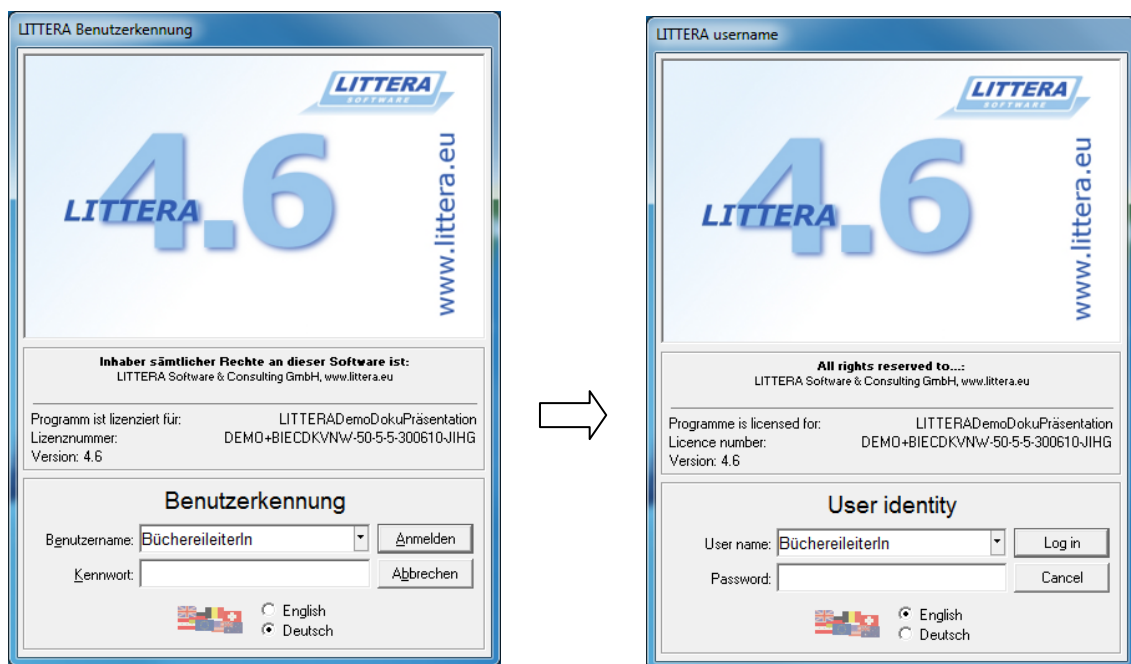 LITTERA Benutzerkennung
LITTERA
SOFTWARE
4.6
LITTERA
www.littera.eu
Inhaber sämtlicher Rechte an dieser Software ist:
LITTERA Software & Consulting GmbH, www.littera.eu
Programm ist lizenziert für: LITTERADemoDokuPräsentation
Lizenznummer: DEMO+BIECDKVNW-50-5-5-300610-JIHG
Version: 4.6
Benutzerkennung
Benutzername: BüchereileiterIn Anmelden
Kennwort: Abbrechen
English
Deutsch
LITTERA username
LITTERA
SOFTWARE
4.6
LITTERA
www.littera.eu
All rights reserved to...:
LITTERA Software & Consulting GmbH, www.littera.eu
Programme is licensed for: LITTERADemoDokuPräsentation
Licence number: DEMO+BIECDKVNW-50-5-5-300610-JIHG
Version: 4.6
User identity
User name: BüchereileiterIn Log in
Password: Cancel
English
Deutsch